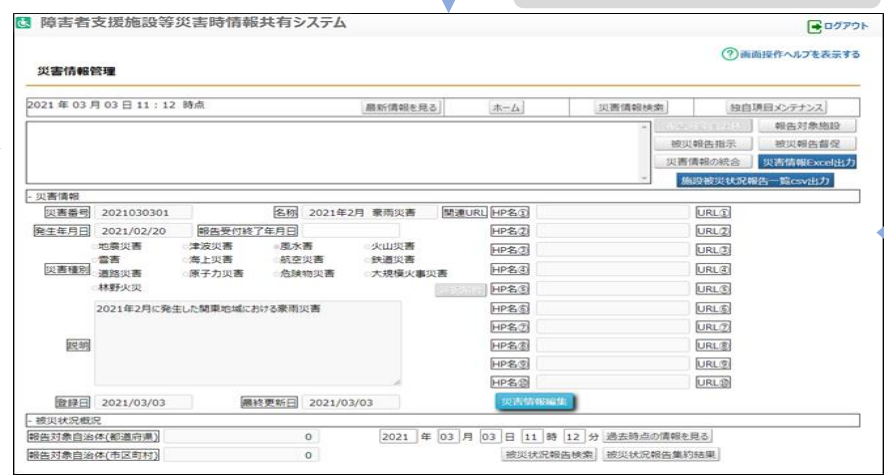 障害者支援施設等災害時情報共有システム
ログアウト
?画面操作ヘルプを表示する
災害情報管理
2021 年 03 月 03 日 11 : 12 時点 最新情報を見る ホーム 災害情報検索 独自項目メンテナンス
報告対象施設
被災報告指示 被災報告督促
災害情報の統合 災害情報Excel出力
施設被災状況報告一覧csv出力
- 災害情報
災害番号 2021030301 名称 2021年2月 豪雨災害 関連URL HP名① URL①
発生年月日 2021/02/20 報告受付終了年月日 HP名② URL②
地震災害 津波災害 風水害 火山災害 HP名③ URL③
雪害 海上災害 航空災害 鉄道災害
災害種別 HP名④ URL④
道路災害 原子力災害 危険物災害 大規模火事災害
林野火災 HP名⑤ URL⑤
2021年2月に発生した関東地域における豪雨災害 HP名⑥ URL⑥
HP名⑦ URL⑦
説明 HP名⑧ URL⑧
HP名⑨ URL⑨
HP名⑩ URL⑩
登録日 2021/03/03 最終更新日 2021/03/03 災害情報編集
- 被災状況概況
報告対象自治体(都道府県) 0 2021 年 03 月 03 日 11 時 12 分 過去時点の情報を見る
報告対象自治体(市区町村) 0 被災状況報告検索 被災状況報告集約結果